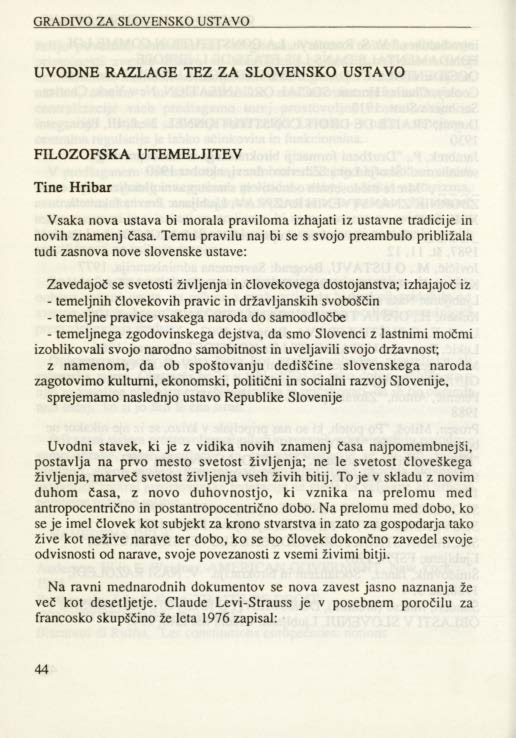 GRADIVO ZA SLOVENSKO USTAVO
UVODNE RAZLAGE TEZ ZA SLOVENSKO USTAVO
FILOZOFSKA UTEMELJITEV
Tine Hribar
Vsaka nova ustava bi morala praviloma izhajati iz ustavne tradicije in
novih znamenj časa. Temu pravilu naj bi se s svojo preambulo približala
tudi zasnova nove slovenske ustave:
Zavedajoč se svetosti življenja in človekovega dostojanstva; izhajajoč iz
- temeljnih človekovih pravic in državljanskih svoboščin
- temeljne pravice vsakega naroda do samoodločbe
- temeljnega zgodovinskega dejstva, da smo Slovenci z lastnimi močmi
izoblikovali svojo narodno samobitnost in uveljavili svojo državnost;
z namenom, da ob spoštovanju dediščine slovenskega naroda
zagotovimo kulturni, ekonomski, politični in socialni razvoj Slovenije,
sprejemamo naslednjo ustavo Republike Slovenije
Uvodni stavek, ki je z vidika novih znamenj časa najpomembnejši,
postavlja na prvo mesto svetost življenja; ne le svetost človeškega
življenja, marveč svetost življenja vseh živih bitij. To je v skladu z novim
duhom časa, z novo duhovnostjo, ki vznika na prelomu med
antropocentrično in postantropocentrično dobo. Na prelomu med dobo, ko
se je imel človek kot subjekt za krono stvarstva in zato za gospodarja tako
žive kot nežive narave ter dobo, ko se bo človek dokončno zavedel svoje
odvisnosti od narave, svoje povezanosti z vsemi živimi bitji.
Na ravni mednarodnih dokumentov se nova zavest jasno naznanja že
več kot desetljetje. Claude Levi-Strauss je v posebnem poročilu za
francosko skupščino že leta 1976 zapisal:
44